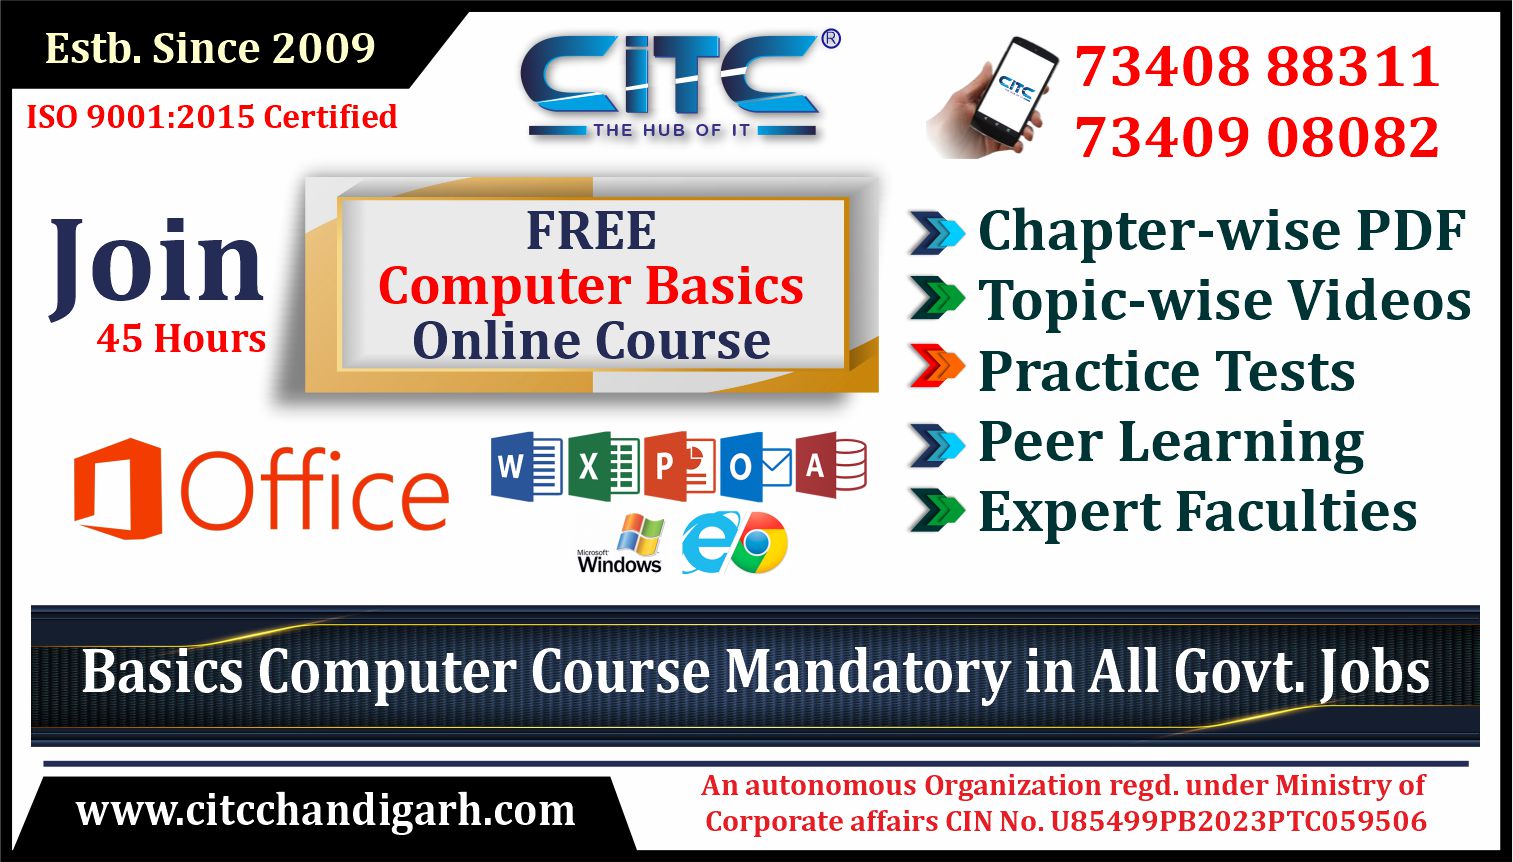 Estb. Since 2009
ISO 9001:2015 Certified
CiTC®
THE HUB OF IT
CiTC
73408 88311
73409 08082
Join
45 Hours
FREE
Computer Basics
Online Course
Chapter-wise PDF
Topic-wise Videos
Practice Tests
Peer Learning
Expert Faculties
Office
W X P O A
Microsoft
Windows
Basics Computer Course Mandatory in All Govt. Jobs
www.citcchandigarh.com
An autonomous Organization regd. under Ministry of
Corporate affairs CIN No. U85499PB2023PTC059506